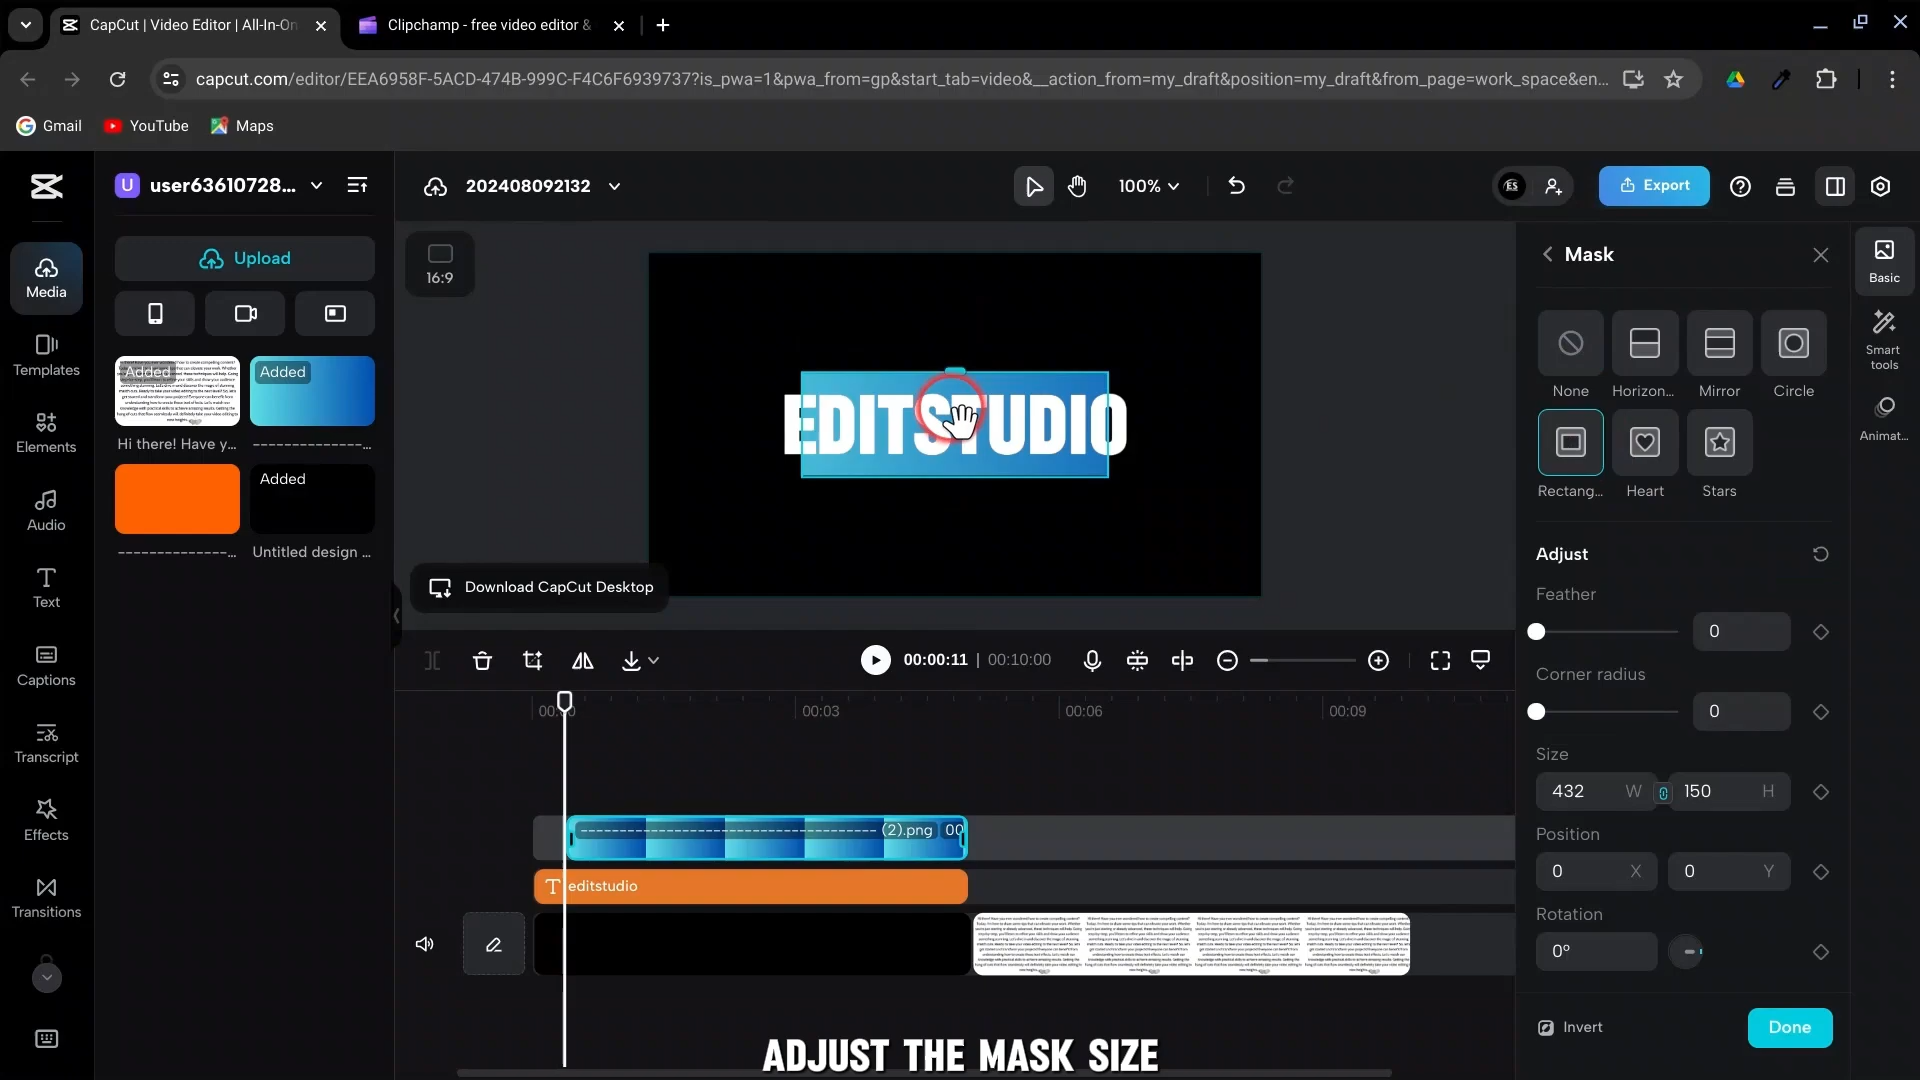 CapCut | Video Editor | All-In-On
Clipchamp - free video editor &
capcut.com/editor/EEA6958F-5ACD-474B-999C-F4C6F6939737?is_pwa=1&pwa_from=gp&start_tab=video&__action_from=my_draft&position=my_draft&from_page=work_space&en...
Gmail
YouTube
Maps
U
user63610728...
202408092132
100%
ES
Export
Mask
Upload
16:9
Basic
Media
Templates
Elements
Audio
Text
Captions
Transcript
Effects
Transitions
Added
Added
Hi there! Have y...
--------------...
Added
--------------...
Untitled design ...
EDITSTUDIO
Download CapCut Desktop
None
Horizon...
Mirror
Circle
Rectang...
Heart
Stars
Smart tools
Animat...
Adjust
Feather
0
Corner radius
0
Size
432 W
150 H
Position
0 X
0 Y
Rotation
0°
Invert
Done
00:00:11 | 00:10:00
00:03
00:06
00:09
(2).png
00
editstudio
ADJUST THE MASK SIZE